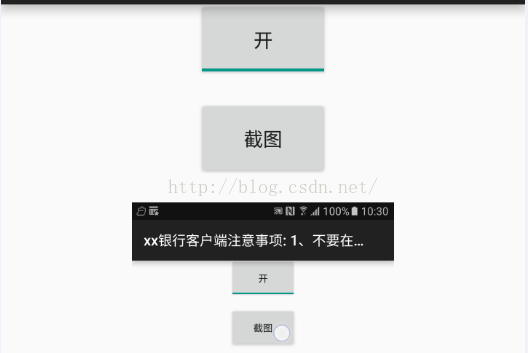 开
截图
http://blog.csdn.net/
100% 10:30
xx银行客户端注意事项: 1、不要在...
开
截图